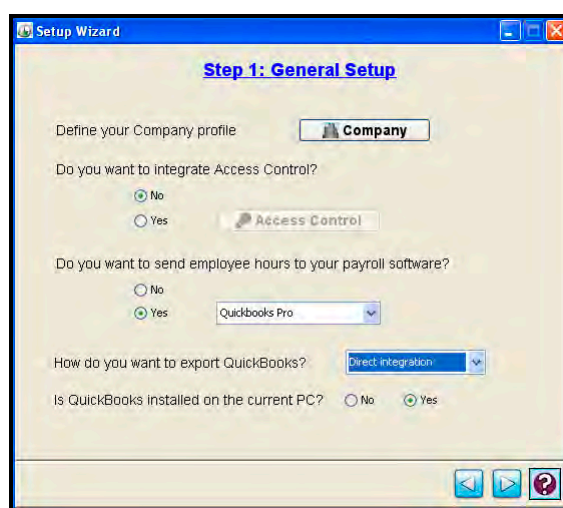 Setup Wizard
Step 1: General Setup
Define your Company profile
Company
Do you want to integrate Access Control?
No
Yes
Access Control
Do you want to send employee hours to your payroll software?
No
Yes
Quickbooks Pro
How do you want to export QuickBooks?
Direct integration
Is QuickBooks installed on the current PC?
No
Yes
?